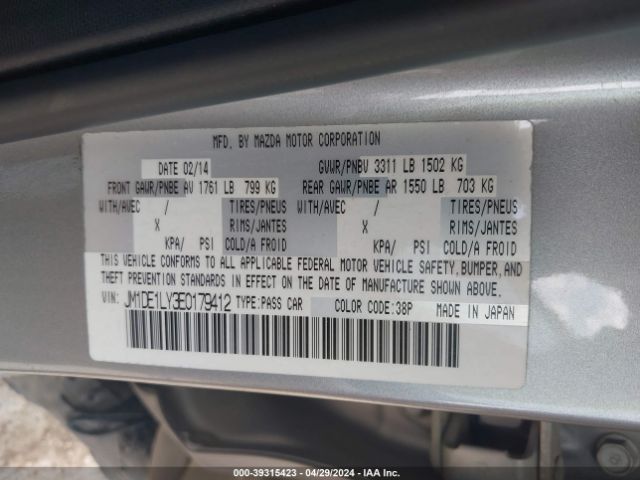 MFD. BY MAZDA MOTOR CORPORATION
DATE 02/14 GVWR/PNBV 3311 LB 1502 KG
FRONT GAWR/PNBE AV 1761 LB 799 KG REAR GAWR/PNBE AR 1550 LB 703 KG
WITH/AVEC / TIRES/PNEUS WITH/AVEC / TIRES/PNEUS
X RIMS/JANTES X RIMS/JANTES
KPA/ PSI COLD/A FROID KPA/ PSI COLD/A FROID
THIS VEHICLE CONFORMS TO ALL APPLICABLE FEDERAL MOTOR VEHICLE SAFETY, BUMPER, AND
THEFT PREVENTION STANDARDS IN EFFECT ON THE DATE OF MANUFACTURE SHOWN ABOVE.
VIN: JM1DE1LY3E0179412 TYPE:PASS CAR COLOR CODE:38P MADE IN JAPAN
000-39315423 - 04/29/2024 - IAA Inc.